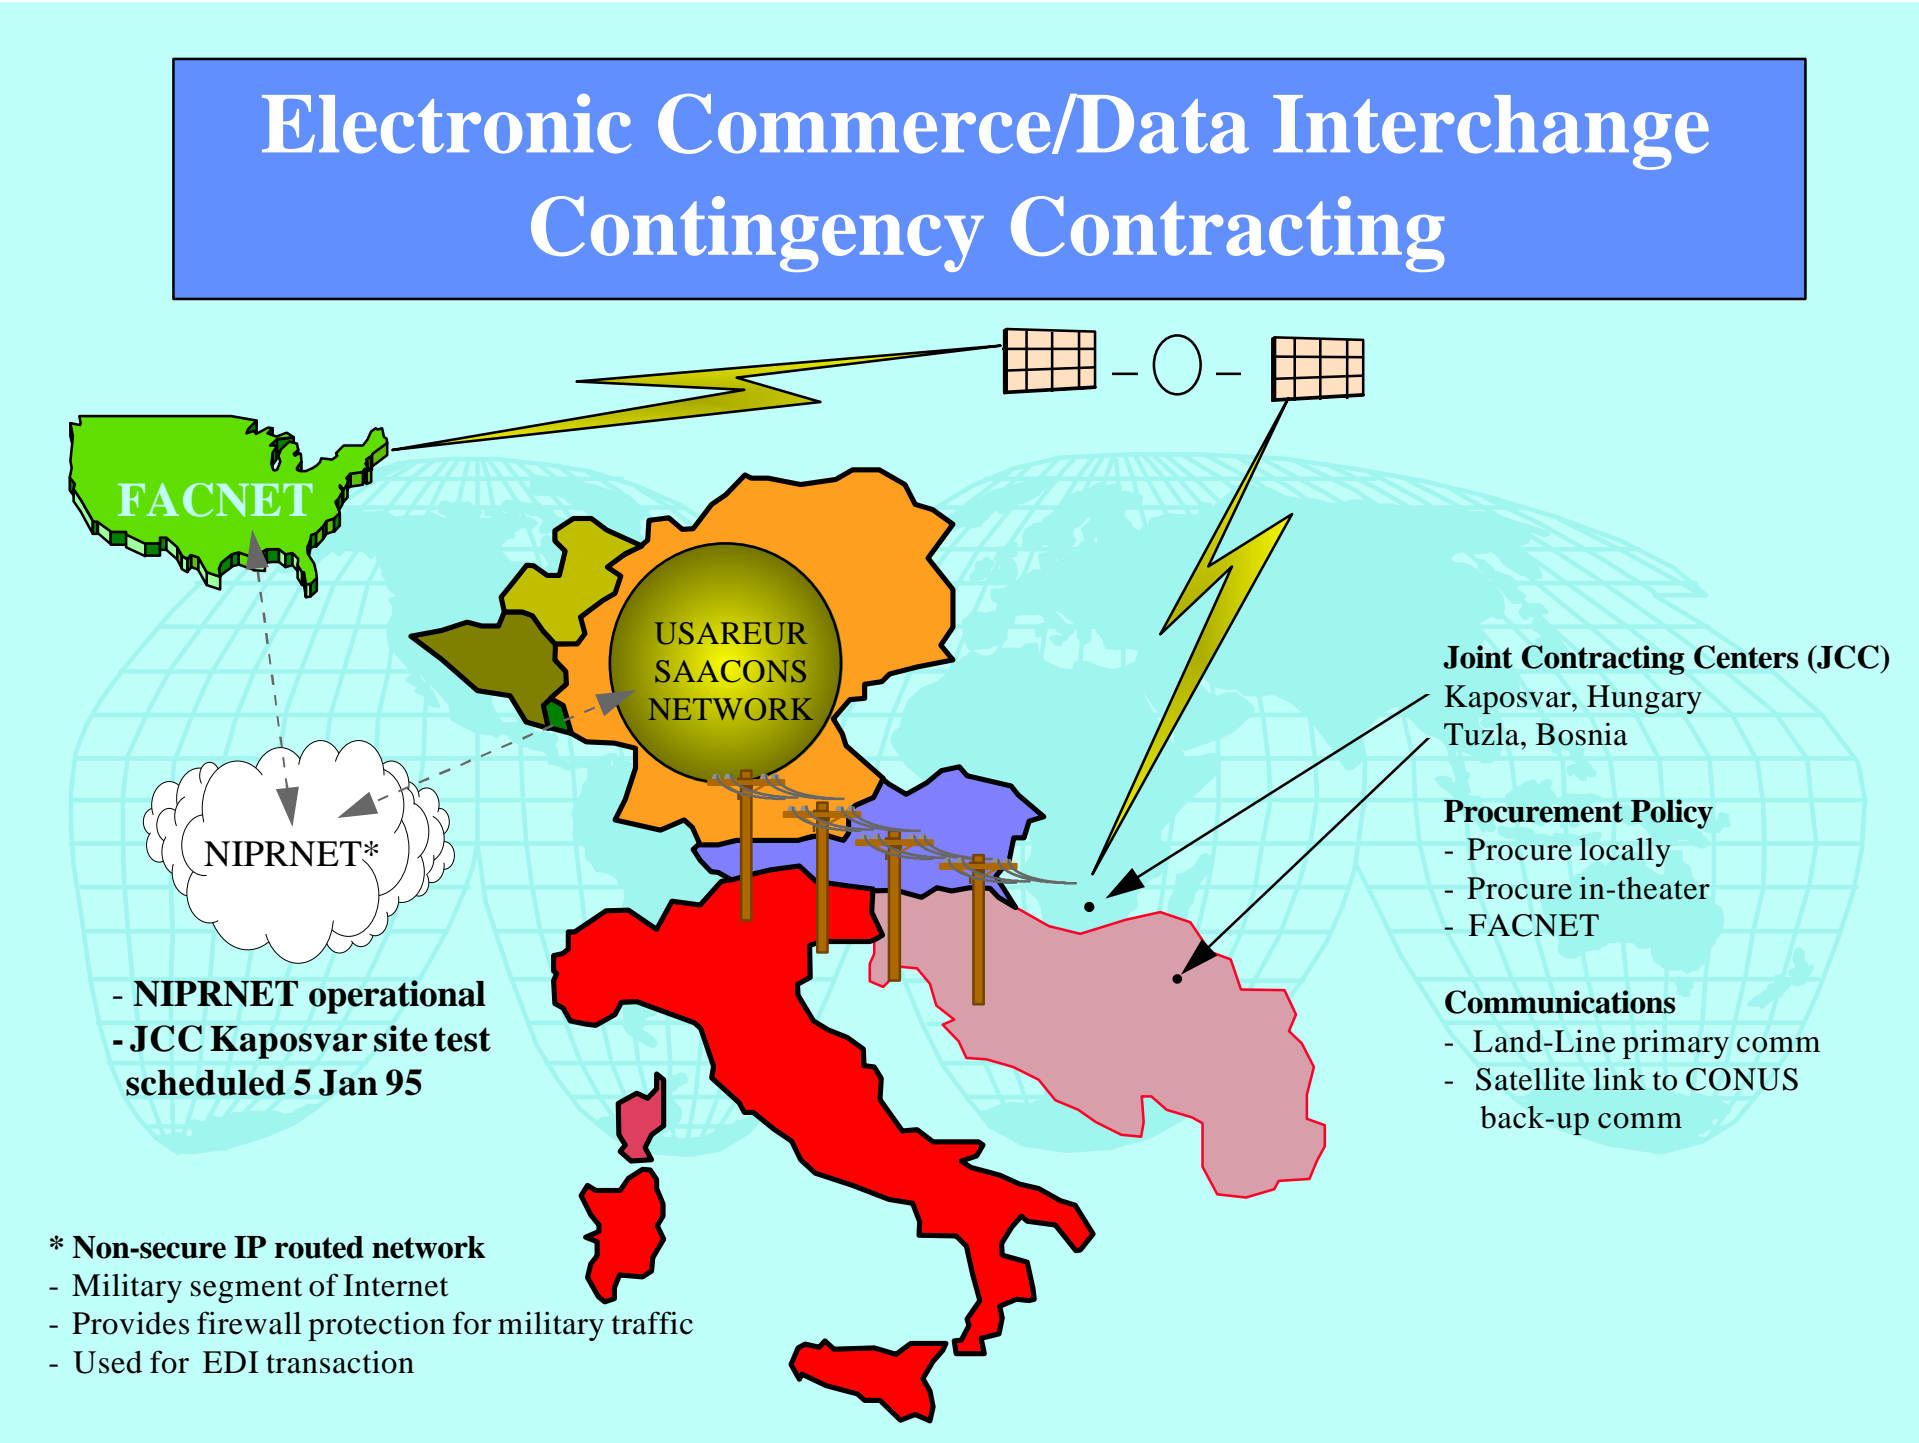 Electronic Commerce/Data Interchange
Contingency Contracting
FACNET
USAREUR
SAACONS
NETWORK
NIPRNET*
- NIPRNET operational
- JCC Kaposvar site test
scheduled 5 Jan 95
Joint Contracting Centers (JCC)
Kaposvar, Hungary
Tuzla, Bosnia
Procurement Policy
- Procure locally
- Procure in-theater
- FACNET
Communications
- Land-Line primary comm
- Satellite link to CONUS
back-up comm
* Non-secure IP routed network
- Military segment of Internet
- Provides firewall protection for military traffic
- Used for EDI transaction